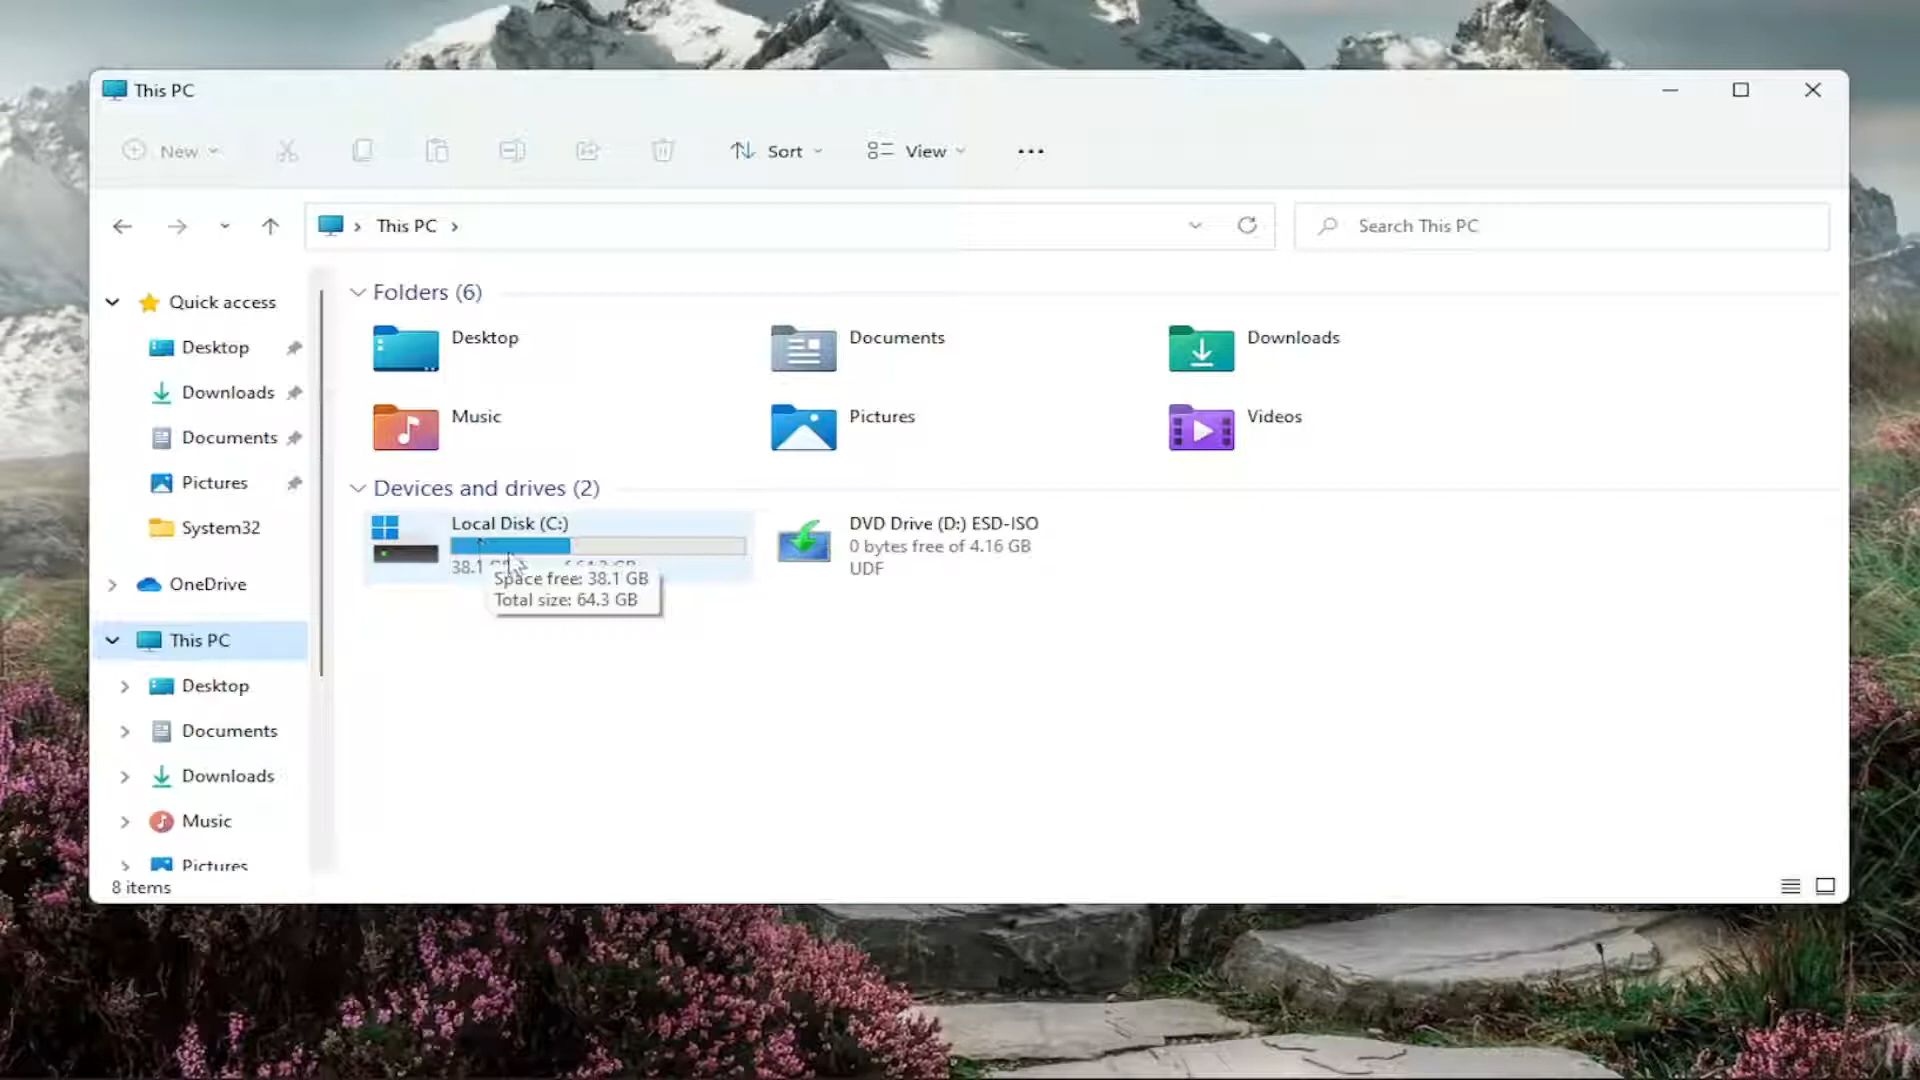 This PC
New
Sort
View
This PC
Search This PC
Quick access
Desktop
Downloads
Documents
Pictures
System32
OneDrive
This PC
Desktop
Documents
Downloads
Music
Pictures
Folders (6)
Desktop
Documents
Downloads
Music
Pictures
Videos
Devices and drives (2)
Local Disk (C:)
38.1
Space free: 38.1 GB
Total size: 64.3 GB
DVD Drive (D:) ESD-ISO
0 bytes free of 4.16 GB
UDF
8 items